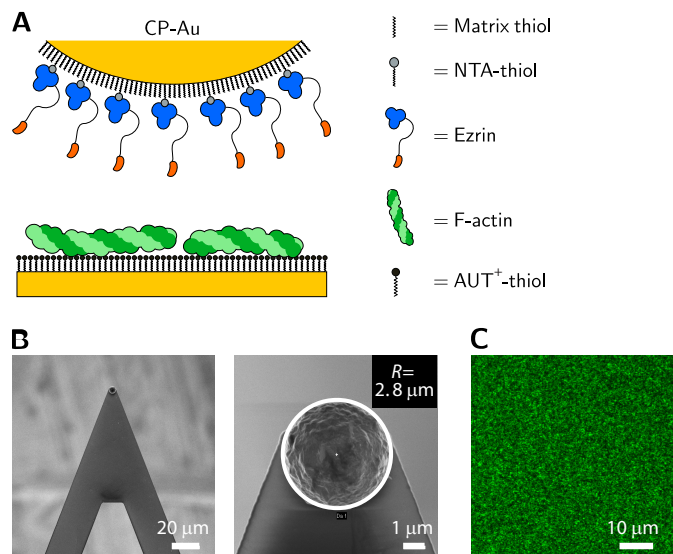 A
CP-Au
= Matrix thiol
= NTA-thiol
= Ezrin
= F-actin
= AUT⁺-thiol
B
C
R=
2.8 μm
20 μm
1 μm
10 μm